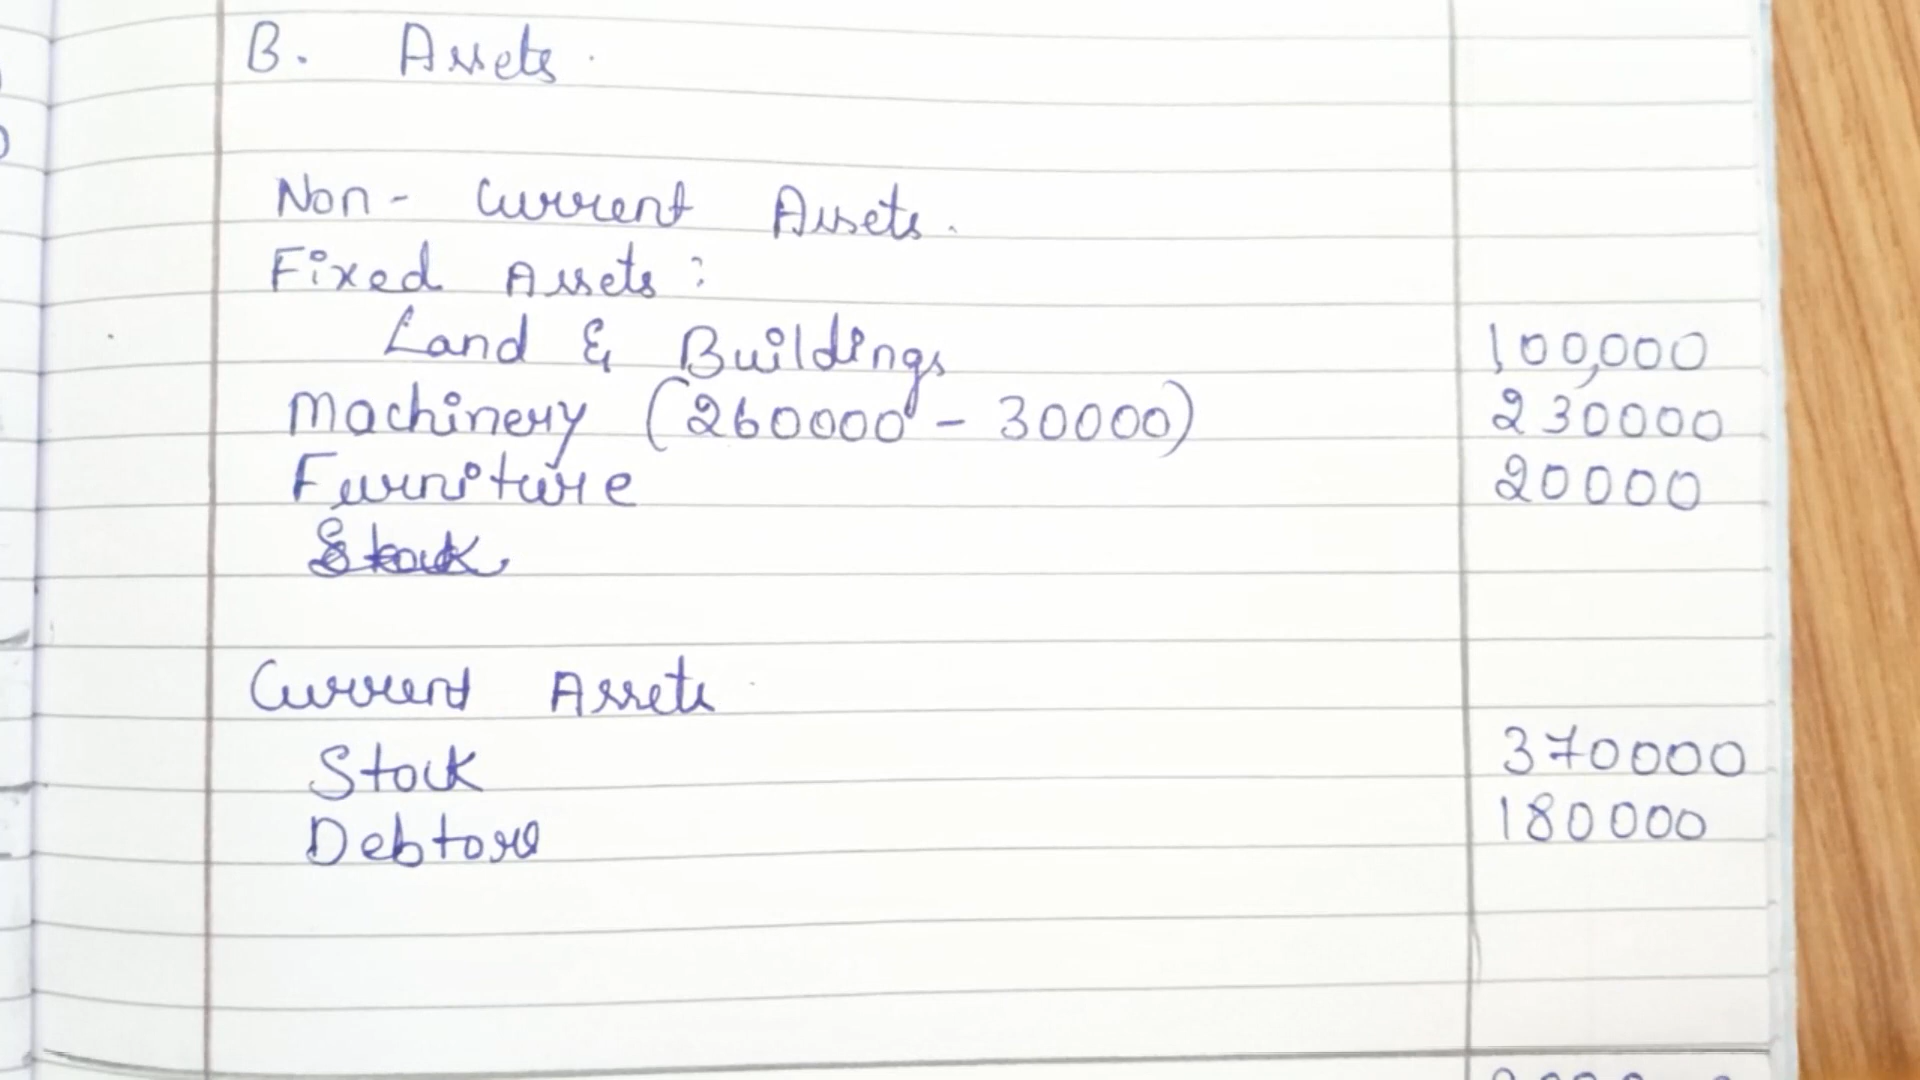 B. Assets.
Non- Current Assets.
Fixed Assets :
Land & Buildings 100,000
Machinery (260000 - 30000) 230000
Furniture 20000
Stock
Current Assets
Stock 370000
Debtors 180000